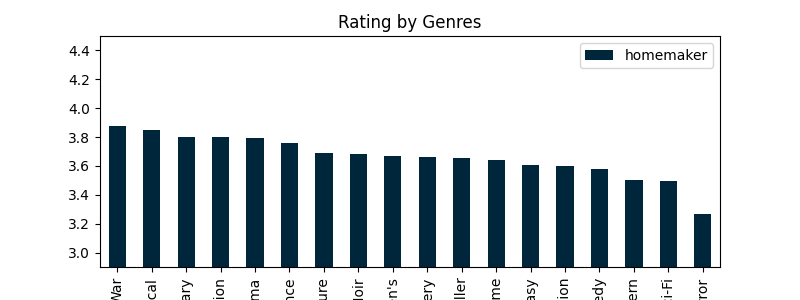 Rating by Genres
homemaker
4.4
4.2
4.0
3.8
3.6
3.4
3.2
3.0
War
cal
ary
ion
ma
nce
ure
Noir
n's
ery
ller
me
asy
ion
edy
ern
i-Fi
rror